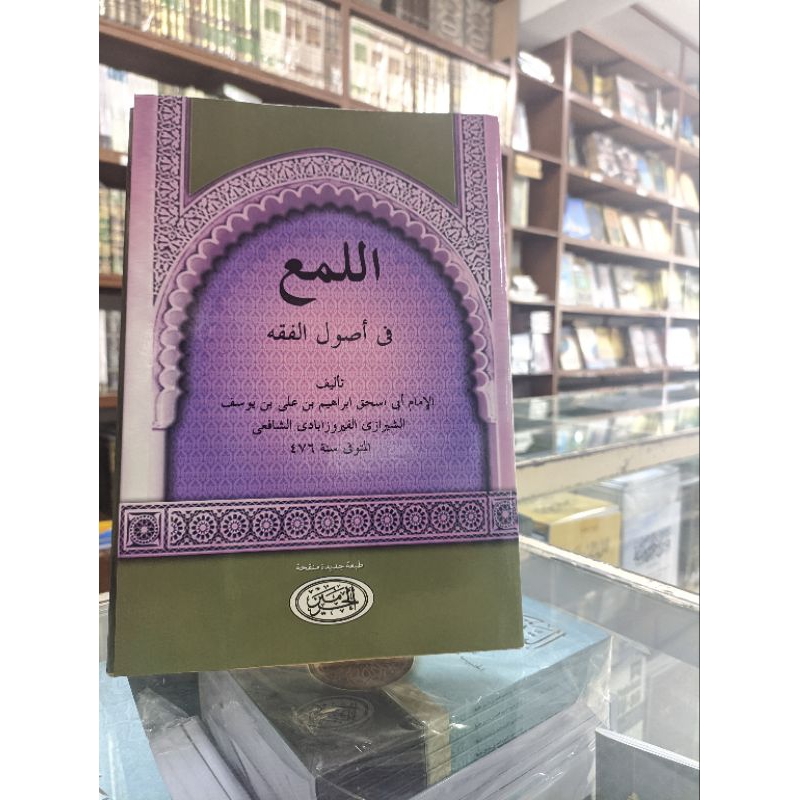 اللمع
فى أصول الفقه
تأليف
الإمام أبى اسحق ابراهيم بن على بن يوسف
الشيرازى الفيروزابادى الشافعى
المتوفى سنة ٤٧٦
طبعة جديدة منقحة
الحرمين